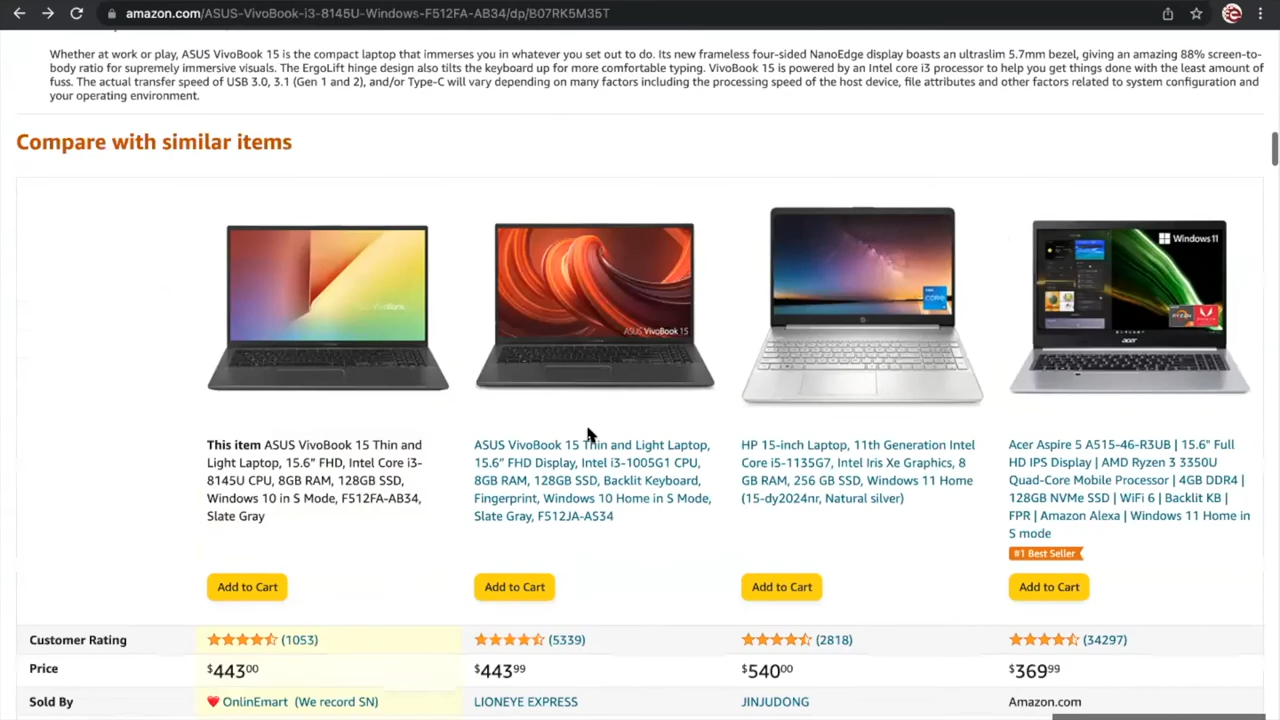 amazon.com/ASUS-VivoBook-i3-8145U-Windows-F512FA-AB34/dp/B07RK5M35T
Whether at work or play, ASUS VivoBook 15 is the compact laptop that immerses you in whatever you set out to do. Its new frameless four-sided NanoEdge display boasts an ultraslim 5.7mm bezel, giving an amazing 88% screen-to-
body ratio for supremely immersive visuals. The ErgoLift hinge design also tilts the keyboard up for more comfortable typing. VivoBook 15 is powered by an Intel core i3 processor to help you get things done with the least amount of
fuss. The actual transfer speed of USB 3.0, 3.1 (Gen 1 and 2), and/or Type-C will vary depending on many factors including the processing speed of the host device, file attributes and other factors related to system configuration and
your operating environment.
Compare with similar items
VivoBook
ASUS VivoBook 15
intel CORE
hp
Windows 11
RYZEN
acer
This item ASUS VivoBook 15 Thin and
Light Laptop, 15.6" FHD, Intel Core i3-
8145U CPU, 8GB RAM, 128GB SSD,
Windows 10 in S Mode, F512FA-AB34,
Slate Gray
ASUS VivoBook 15 Thin and Light Laptop,
15.6" FHD Display, Intel i3-1005G1 CPU,
8GB RAM, 128GB SSD, Backlit Keyboard,
Fingerprint, Windows 10 Home in S Mode,
Slate Gray, F512JA-AS34
HP 15-inch Laptop, 11th Generation Intel
Core i5-1135G7, Intel Iris Xe Graphics, 8
GB RAM, 256 GB SSD, Windows 11 Home
(15-dy2024nr, Natural silver)
Acer Aspire 5 A515-46-R3UB | 15.6" Full
HD IPS Display | AMD Ryzen 3 3350U
Quad-Core Mobile Processor | 4GB DDR4 |
128GB NVMe SSD | WiFi 6 | Backlit KB |
FPR | Amazon Alexa | Windows 11 Home in
S mode
#1 Best Seller
Add to Cart
Add to Cart
Add to Cart
Add to Cart
Customer Rating (1053) (5339) (2818) (34297)
Price $443 00 $443 99 $540 00 $369 99
Sold By OnlinEmart (We record SN) LIONEYE EXPRESS JINJUDONG Amazon.com